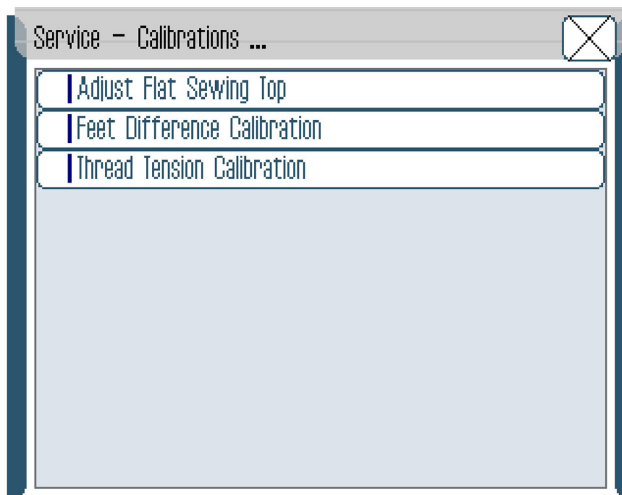 Service - Calibrations ...
Adjust Flat Sewing Top
Feet Difference Calibration
Thread Tension Calibration